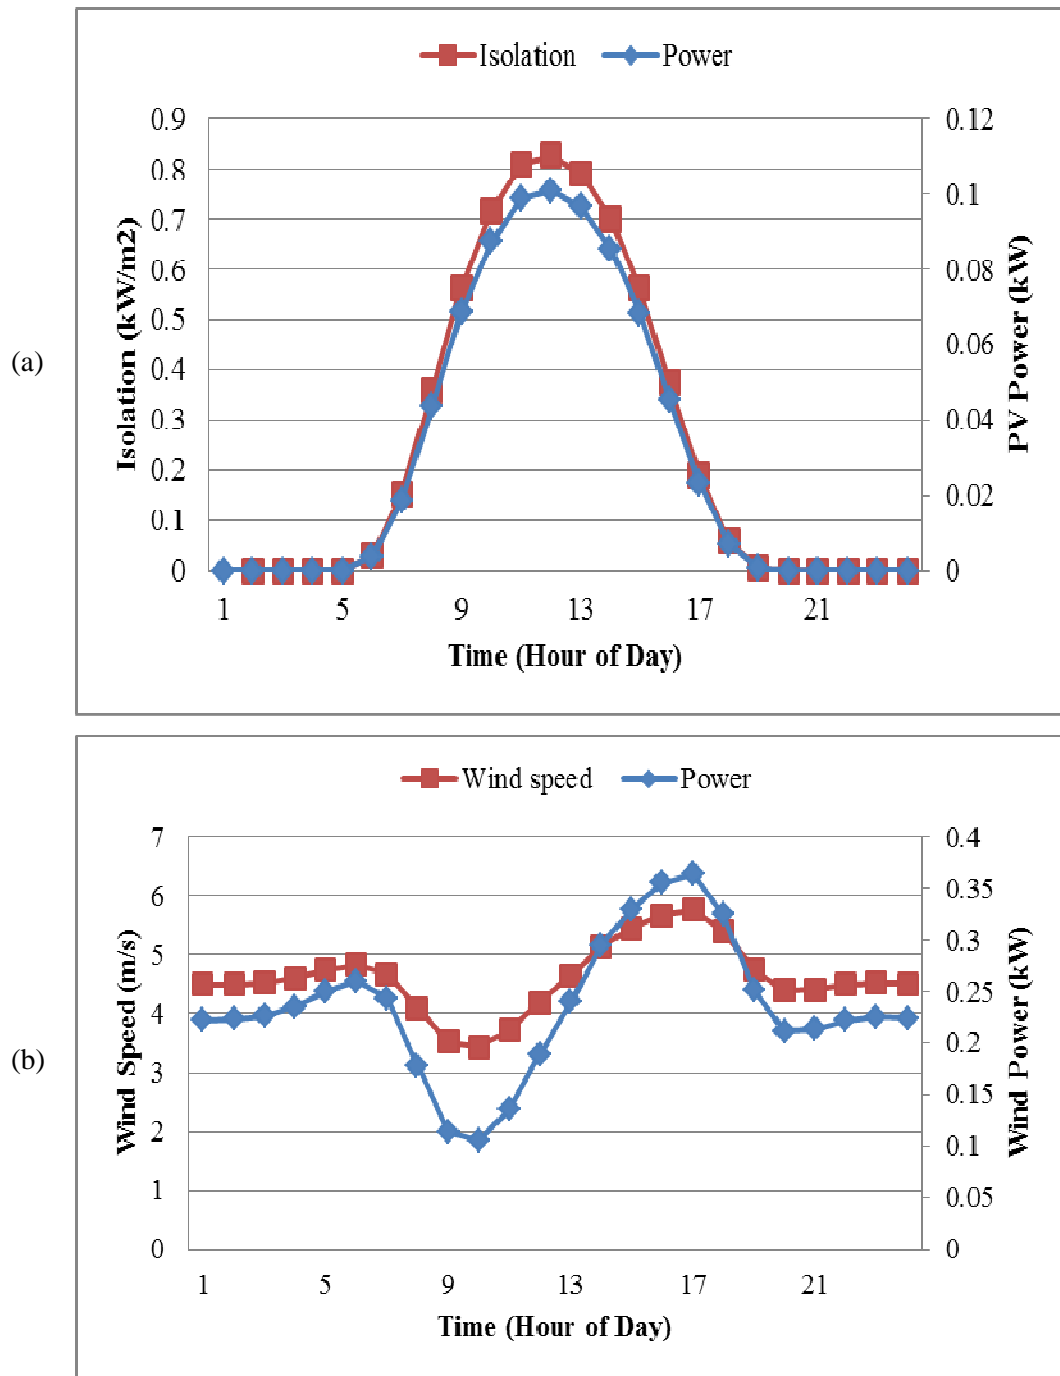 (a)
Isolation Power
0.9 0.12
0.8
0.7 0.1
0.6 0.08
0.5
0.06
0.4
0.3 0.04
0.2 0.02
0.1
0 0
Isolation (kW/m2)
PV Power (kW)
1 5 9 13 17 21
Time (Hour of Day)
(b)
Wind speed Power
7 0.4
6 0.35
5 0.3
4 0.25
3 0.2
0.15
2 0.1
1 0.05
0 0
Wind Speed (m/s)
Wind Power (kW)
1 5 9 13 17 21
Time (Hour of Day)